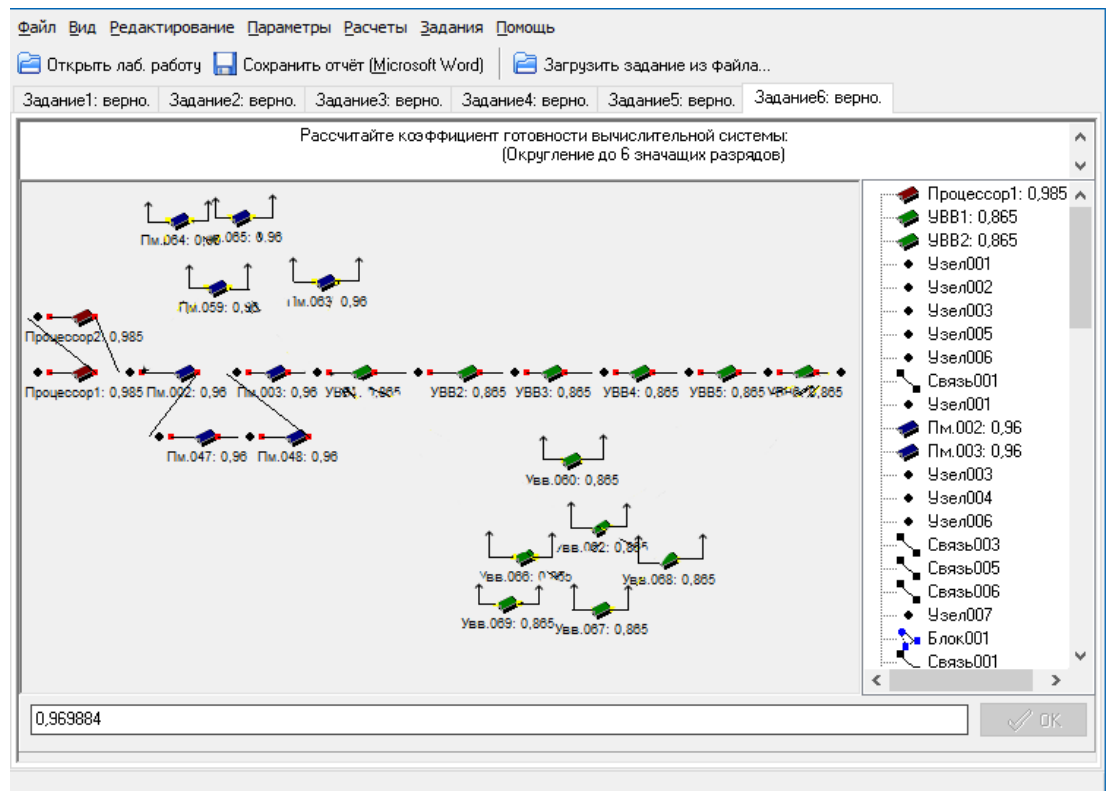 Файл Вид Редактирование Параметры Расчеты Задания Помощь
Открыть лаб. работу Сохранить отчёт (Microsoft Word) Загрузить задание из файла...
Задание1: верно. Задание2: верно. Задание3: верно. Задание4: верно. Задание5: верно. Задание6: верно.
Рассчитайте коэффициент готовности вычислительной системы:
(Округление до 6 значащих разрядов)
Пм.064: .065: 0.96
Пм.059: Пм.063 0,96
Процессор2 0,985
Процессор1: 0,985 Пм.002: 0,96 Пм.003: 0,96 УВВ2: 0,865 УВВ3: 0,865 УВВ4: 0,865 УВВ5: 0,865
Пм.047: 0,96 Пм.048: 0,96
Увв.060: 0,865
Увв.066: Увв.068: 0,865
Увв.069: 0,865 Увв.067: 0,865
Процессор1: 0,985
УВВ1: 0,865
УВВ2: 0,865
Узел001
Узел002
Узел003
Узел005
Узел006
Связь001
Узел001
Пм.002: 0,96
Пм.003: 0,96
Узел003
Узел004
Узел006
Связь003
Связь005
Связь006
Узел007
Блок001
Связь001
0,969884
OK